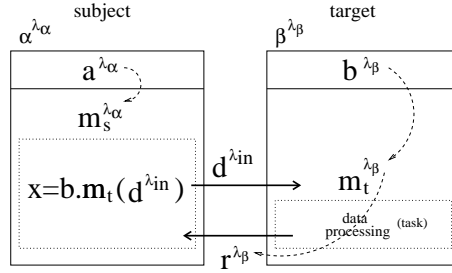 subject target
α^λα β^λβ
a^λα b^λβ
m_s^λα
d^λin
x=b.m_t(d^λin) m_t^λβ
data
processing (task)
r^λβ